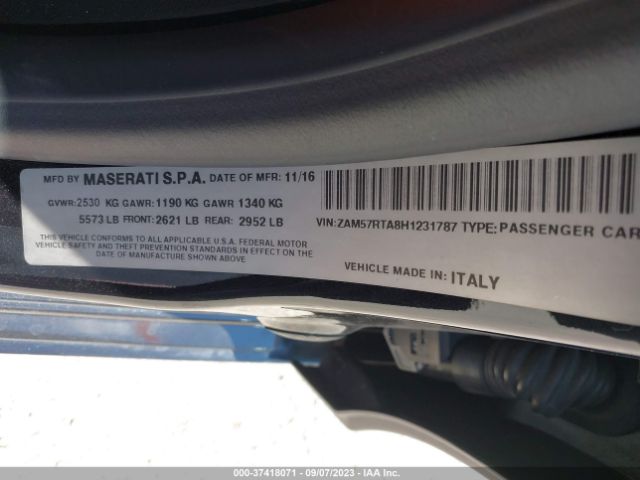 MFD BY MASERATI S.P.A. DATE OF MFR: 11/16
GVWR:2530 KG GAWR:1190 KG GAWR 1340 KG
5573 LB FRONT:2621 LB REAR: 2952 LB
THIS VEHICLE CONFORMS TO ALL APPLICABLE U.S.A. FEDERAL MOTOR
VEHICLE SAFETY AND THEFT PREVENTION STANDARDS IN EFFECT ON THE
DATE OF MANUFACTURE SHOWN ABOVE
VIN:ZAM57RTA8H1231787 TYPE:PASSENGER CAR
VEHICLE MADE IN: ITALY
000-37418071 - 09/07/2023 - IAAI.COM